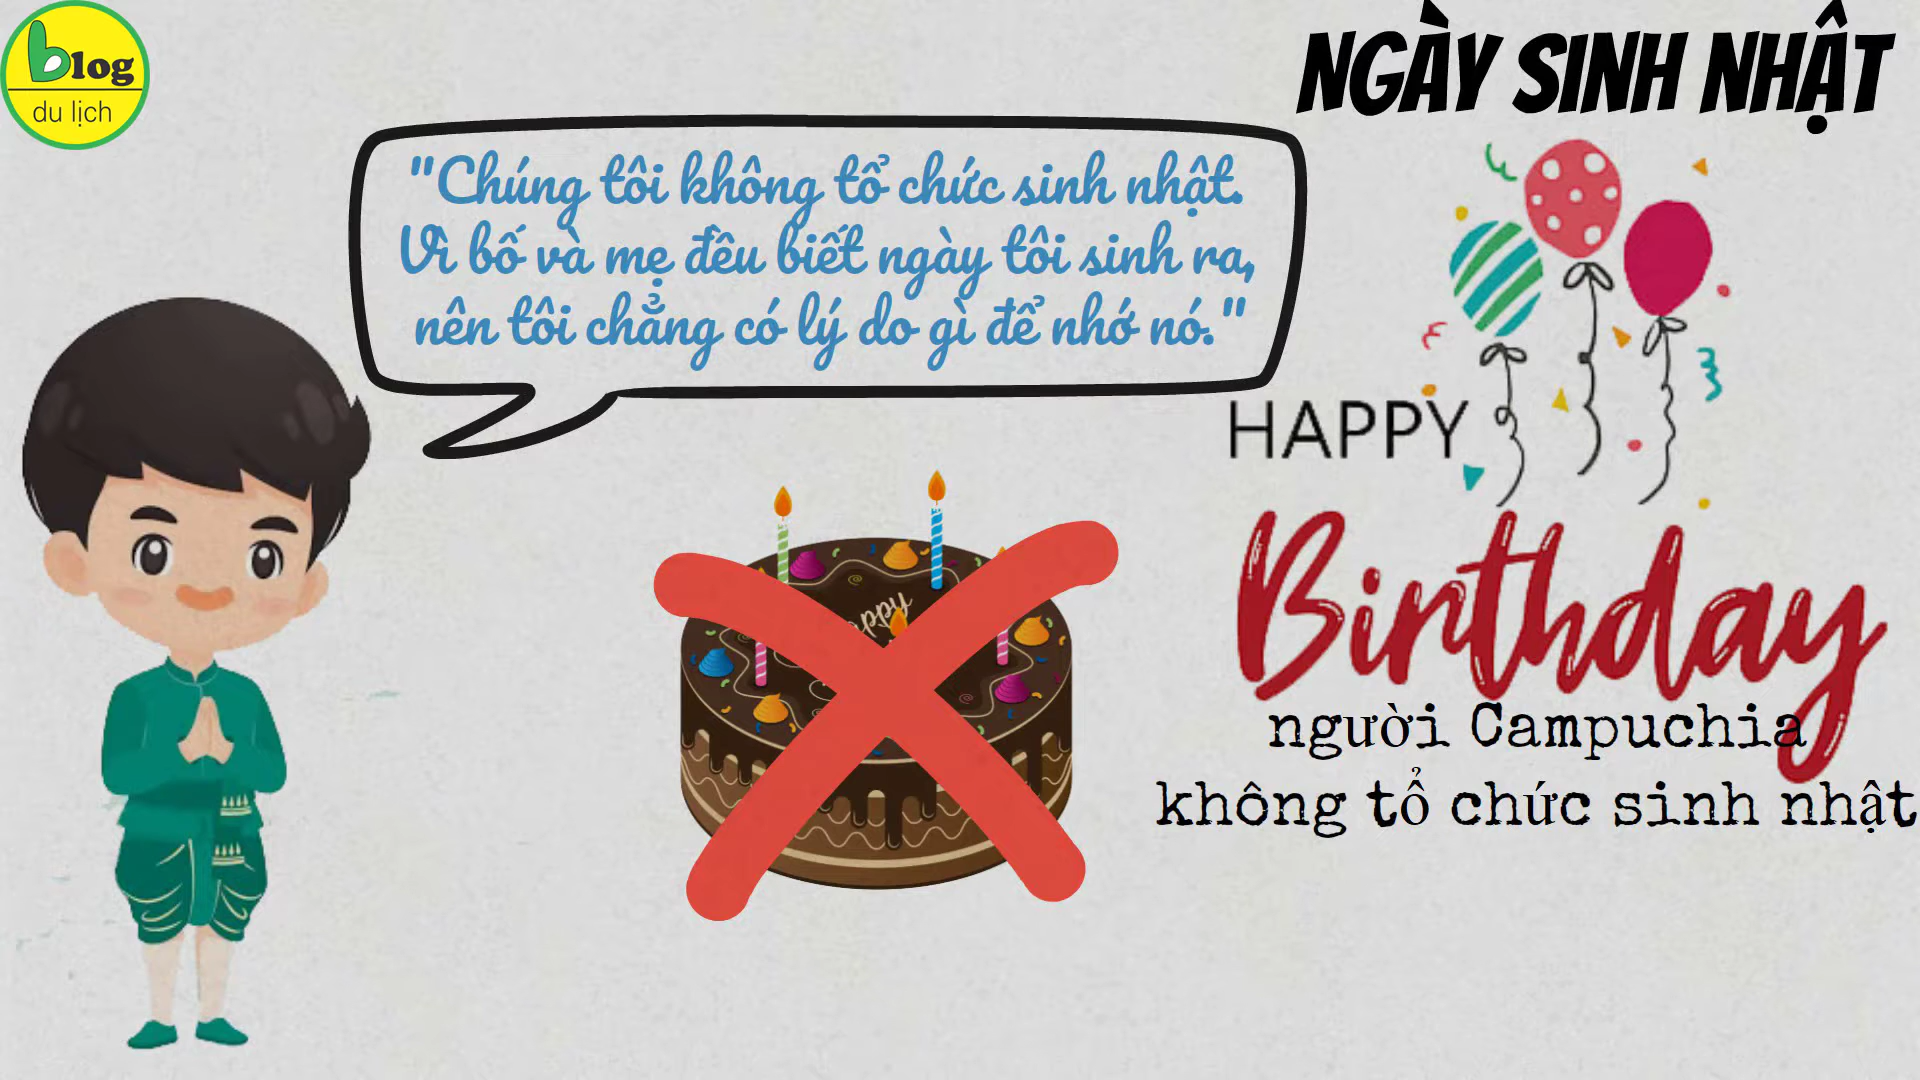 blog
du lịch
NGÀY SINH NHẬT
"Chúng tôi không tổ chức sinh nhật.
Vì bố và mẹ đều biết ngày tôi sinh ra,
nên tôi chẳng có lý do gì để nhớ nó."
HAPPY
Birthday
người Campuchia
không tổ chức sinh nhật